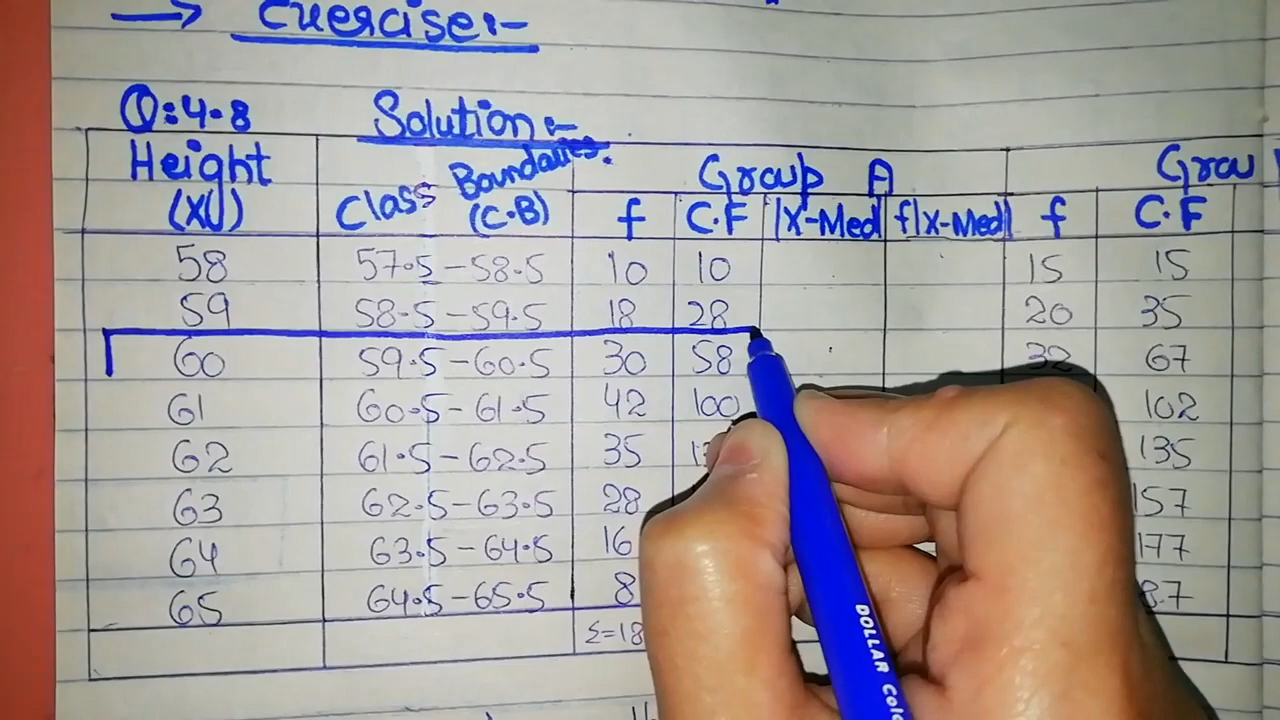 → Exercise:-
Q:4.8 Solution:-
Height (Xi) Class Boundaries. (C.B) Group A
f C.F |X-Med| f|X-Med| f C.F
58 57.5-58.5 10 10 15 15
59 58.5-59.5 18 28 20 35
60 59.5-60.5 30 58 32 67
61 60.5-61.5 42 100 102
62 61.5-62.5 35 135
63 62.5-63.5 28 157
64 63.5-64.5 16 177
65 64.5-65.5 8
DOLLAR